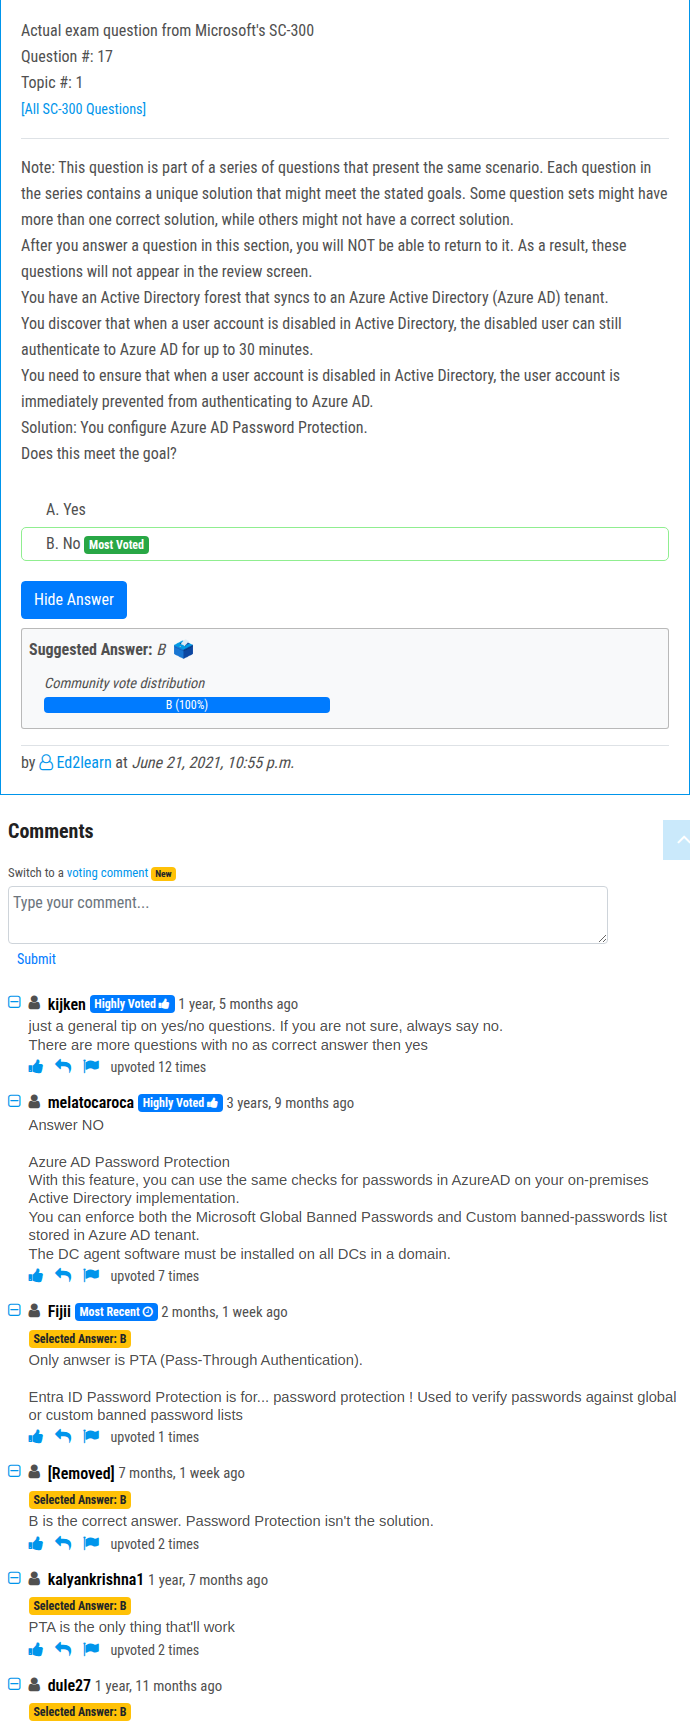 Actual exam question from Microsoft's SC-300
Question #: 17
Topic #: 1
[All SC-300 Questions]
Note: This question is part of a series of questions that present the same scenario. Each question in
the series contains a unique solution that might meet the stated goals. Some question sets might have
more than one correct solution, while others might not have a correct solution.
After you answer a question in this section, you will NOT be able to return to it. As a result, these
questions will not appear in the review screen.
You have an Active Directory forest that syncs to an Azure Active Directory (Azure AD) tenant.
You discover that when a user account is disabled in Active Directory, the disabled user can still
authenticate to Azure AD for up to 30 minutes.
You need to ensure that when a user account is disabled in Active Directory, the user account is
immediately prevented from authenticating to Azure AD.
Solution: You configure Azure AD Password Protection.
Does this meet the goal?
A. Yes
B. No Most Voted
Hide Answer
Suggested Answer: B
Community vote distribution
B (100%)
by Ed2learn at June 21, 2021, 10:55 p.m.
Comments
Switch to a voting comment New
Type your comment...
Submit
kijken Highly Voted 1 year, 5 months ago
just a general tip on yes/no questions. If you are not sure, always say no.
There are more questions with no as correct answer then yes
upvoted 12 times
melatocaroca Highly Voted 3 years, 9 months ago
Answer NO
Azure AD Password Protection
With this feature, you can use the same checks for passwords in AzureAD on your on-premises
Active Directory implementation.
You can enforce both the Microsoft Global Banned Passwords and Custom banned-passwords list
stored in Azure AD tenant.
The DC agent software must be installed on all DCs in a domain.
upvoted 7 times
Fijii Most Recent 2 months, 1 week ago
Selected Answer: B
Only anwser is PTA (Pass-Through Authentication).
Entra ID Password Protection is for... password protection ! Used to verify passwords against global
or custom banned password lists
upvoted 1 times
[Removed] 7 months, 1 week ago
Selected Answer: B
B is the correct answer. Password Protection isn't the solution.
upvoted 2 times
kalyankrishna1 1 year, 7 months ago
Selected Answer: B
PTA is the only thing that'll work
upvoted 2 times
dule27 1 year, 11 months ago
Selected Answer: B